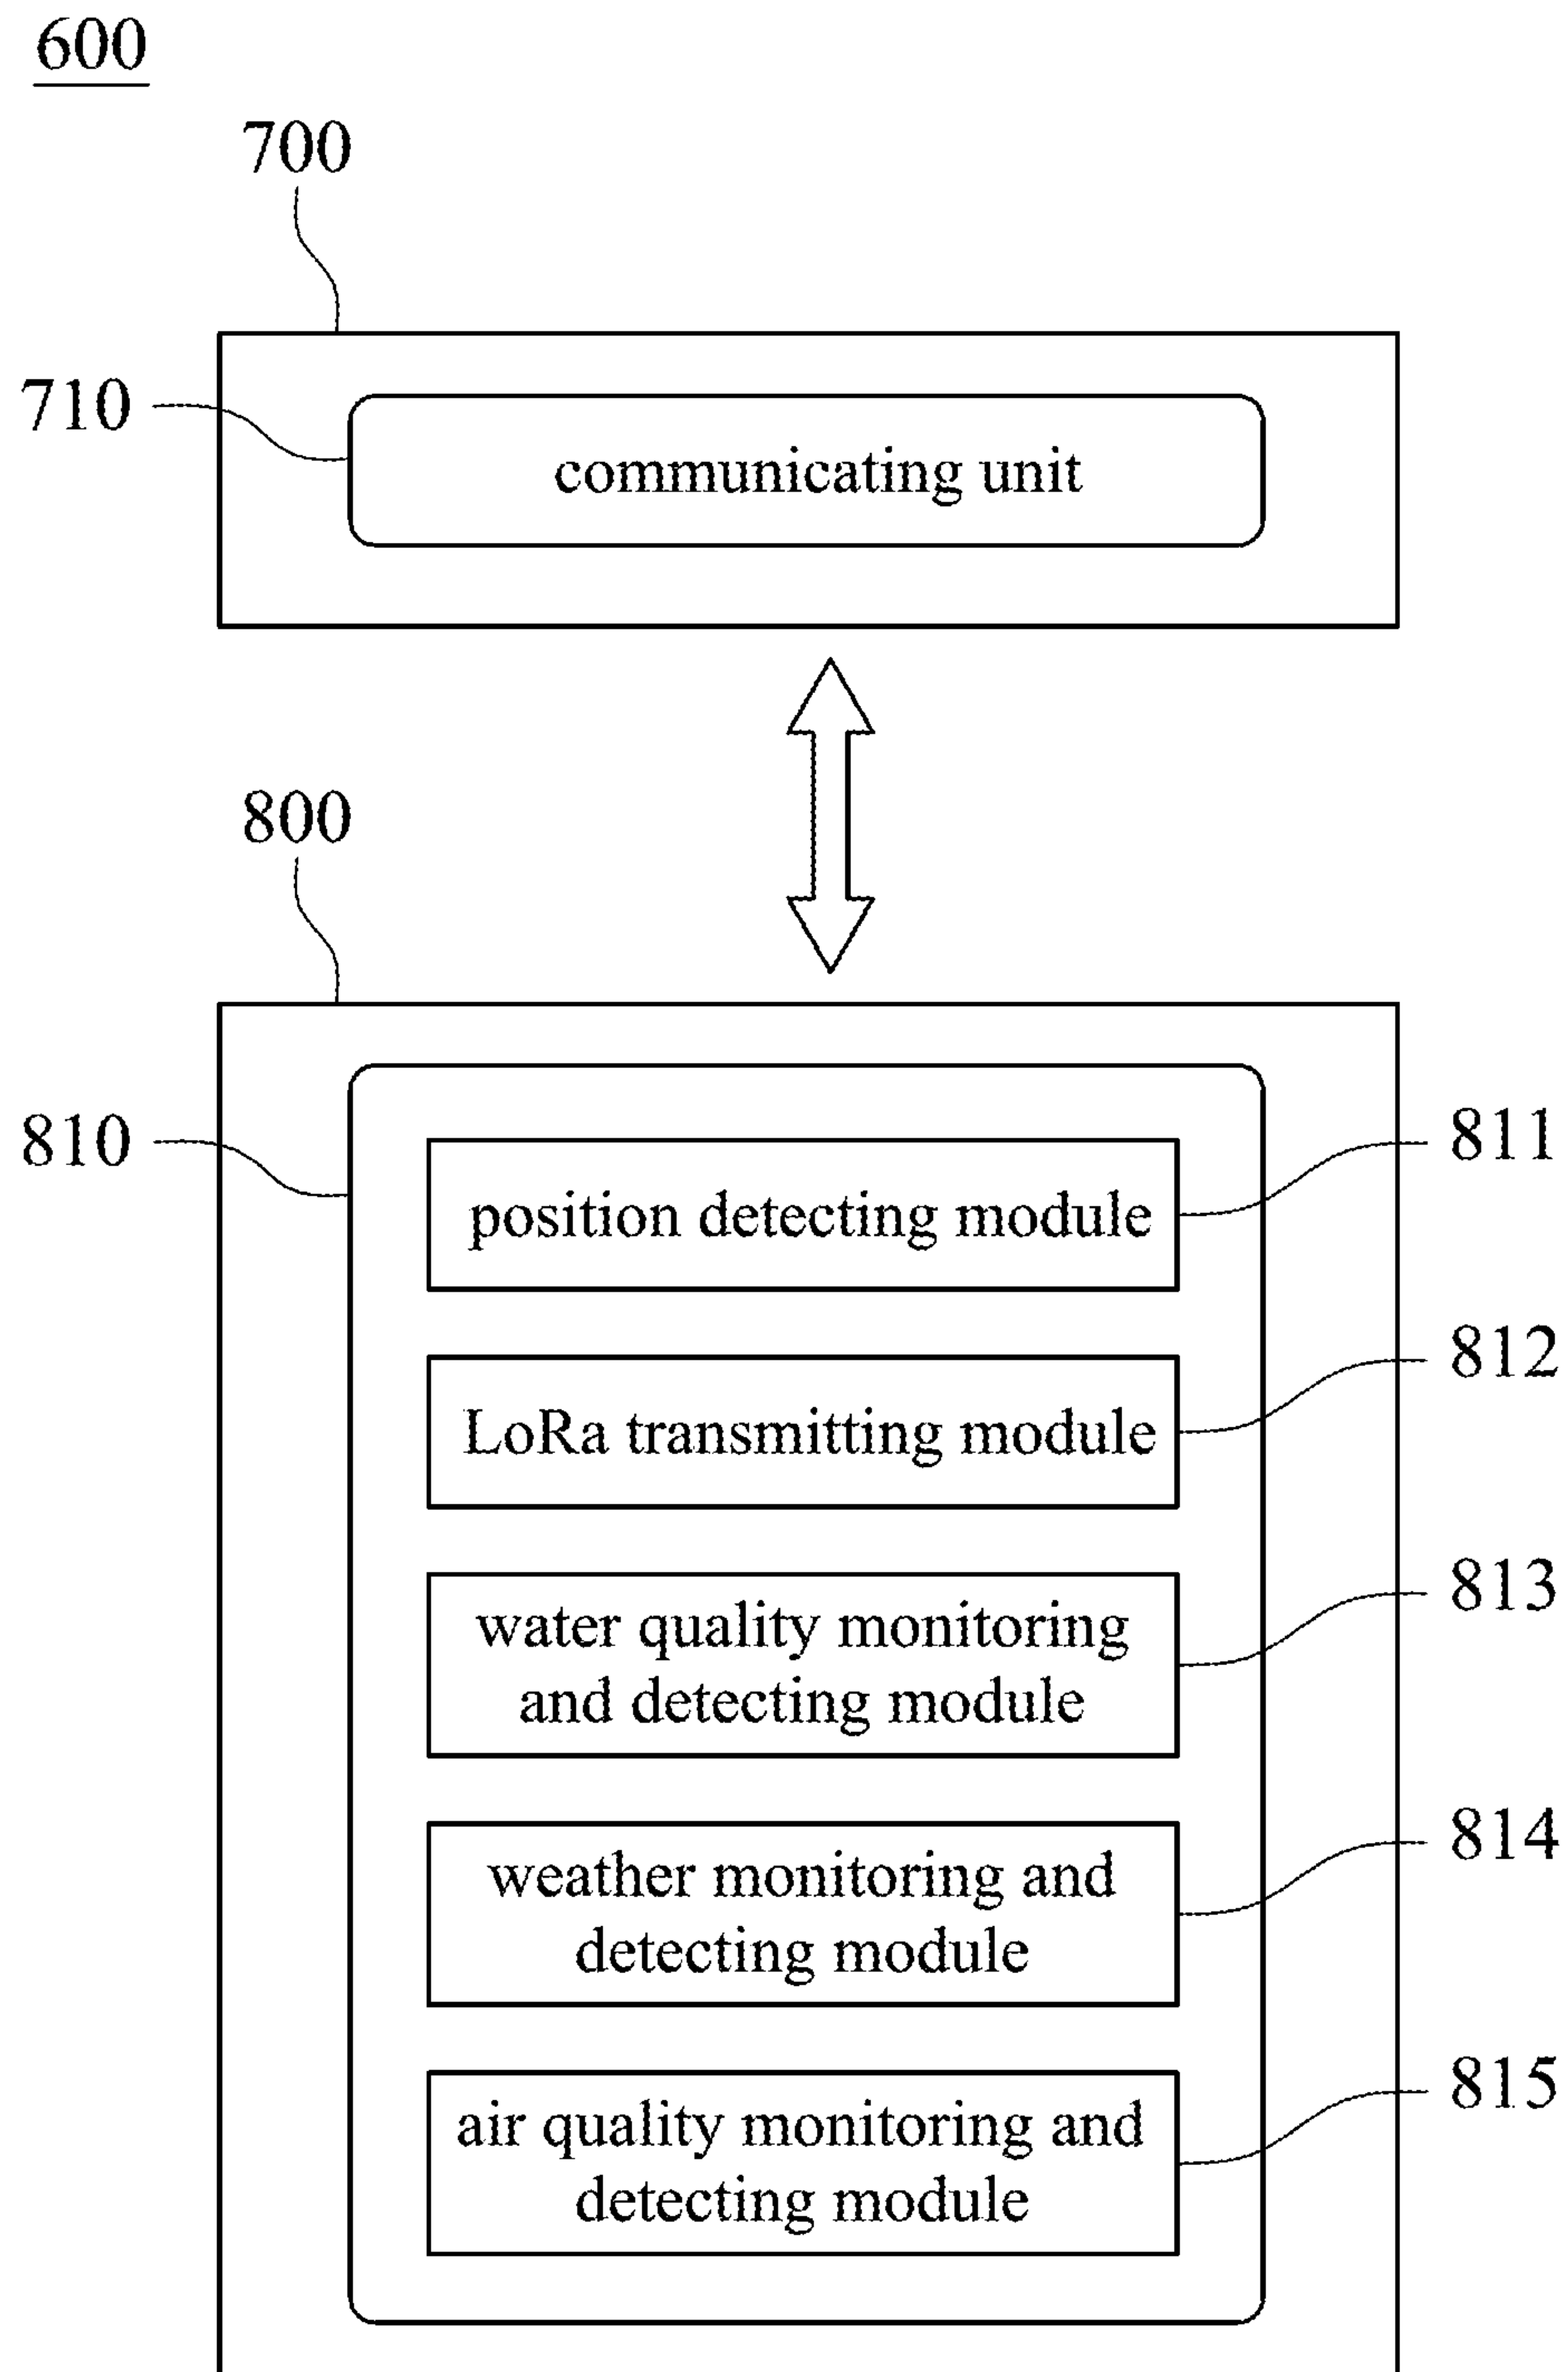 600
700
710
communicating unit
800
810
811
position detecting module
812
LoRa transmitting module
813
water quality monitoring
and detecting module
814
weather monitoring and
detecting module
815
air quality monitoring and
detecting module